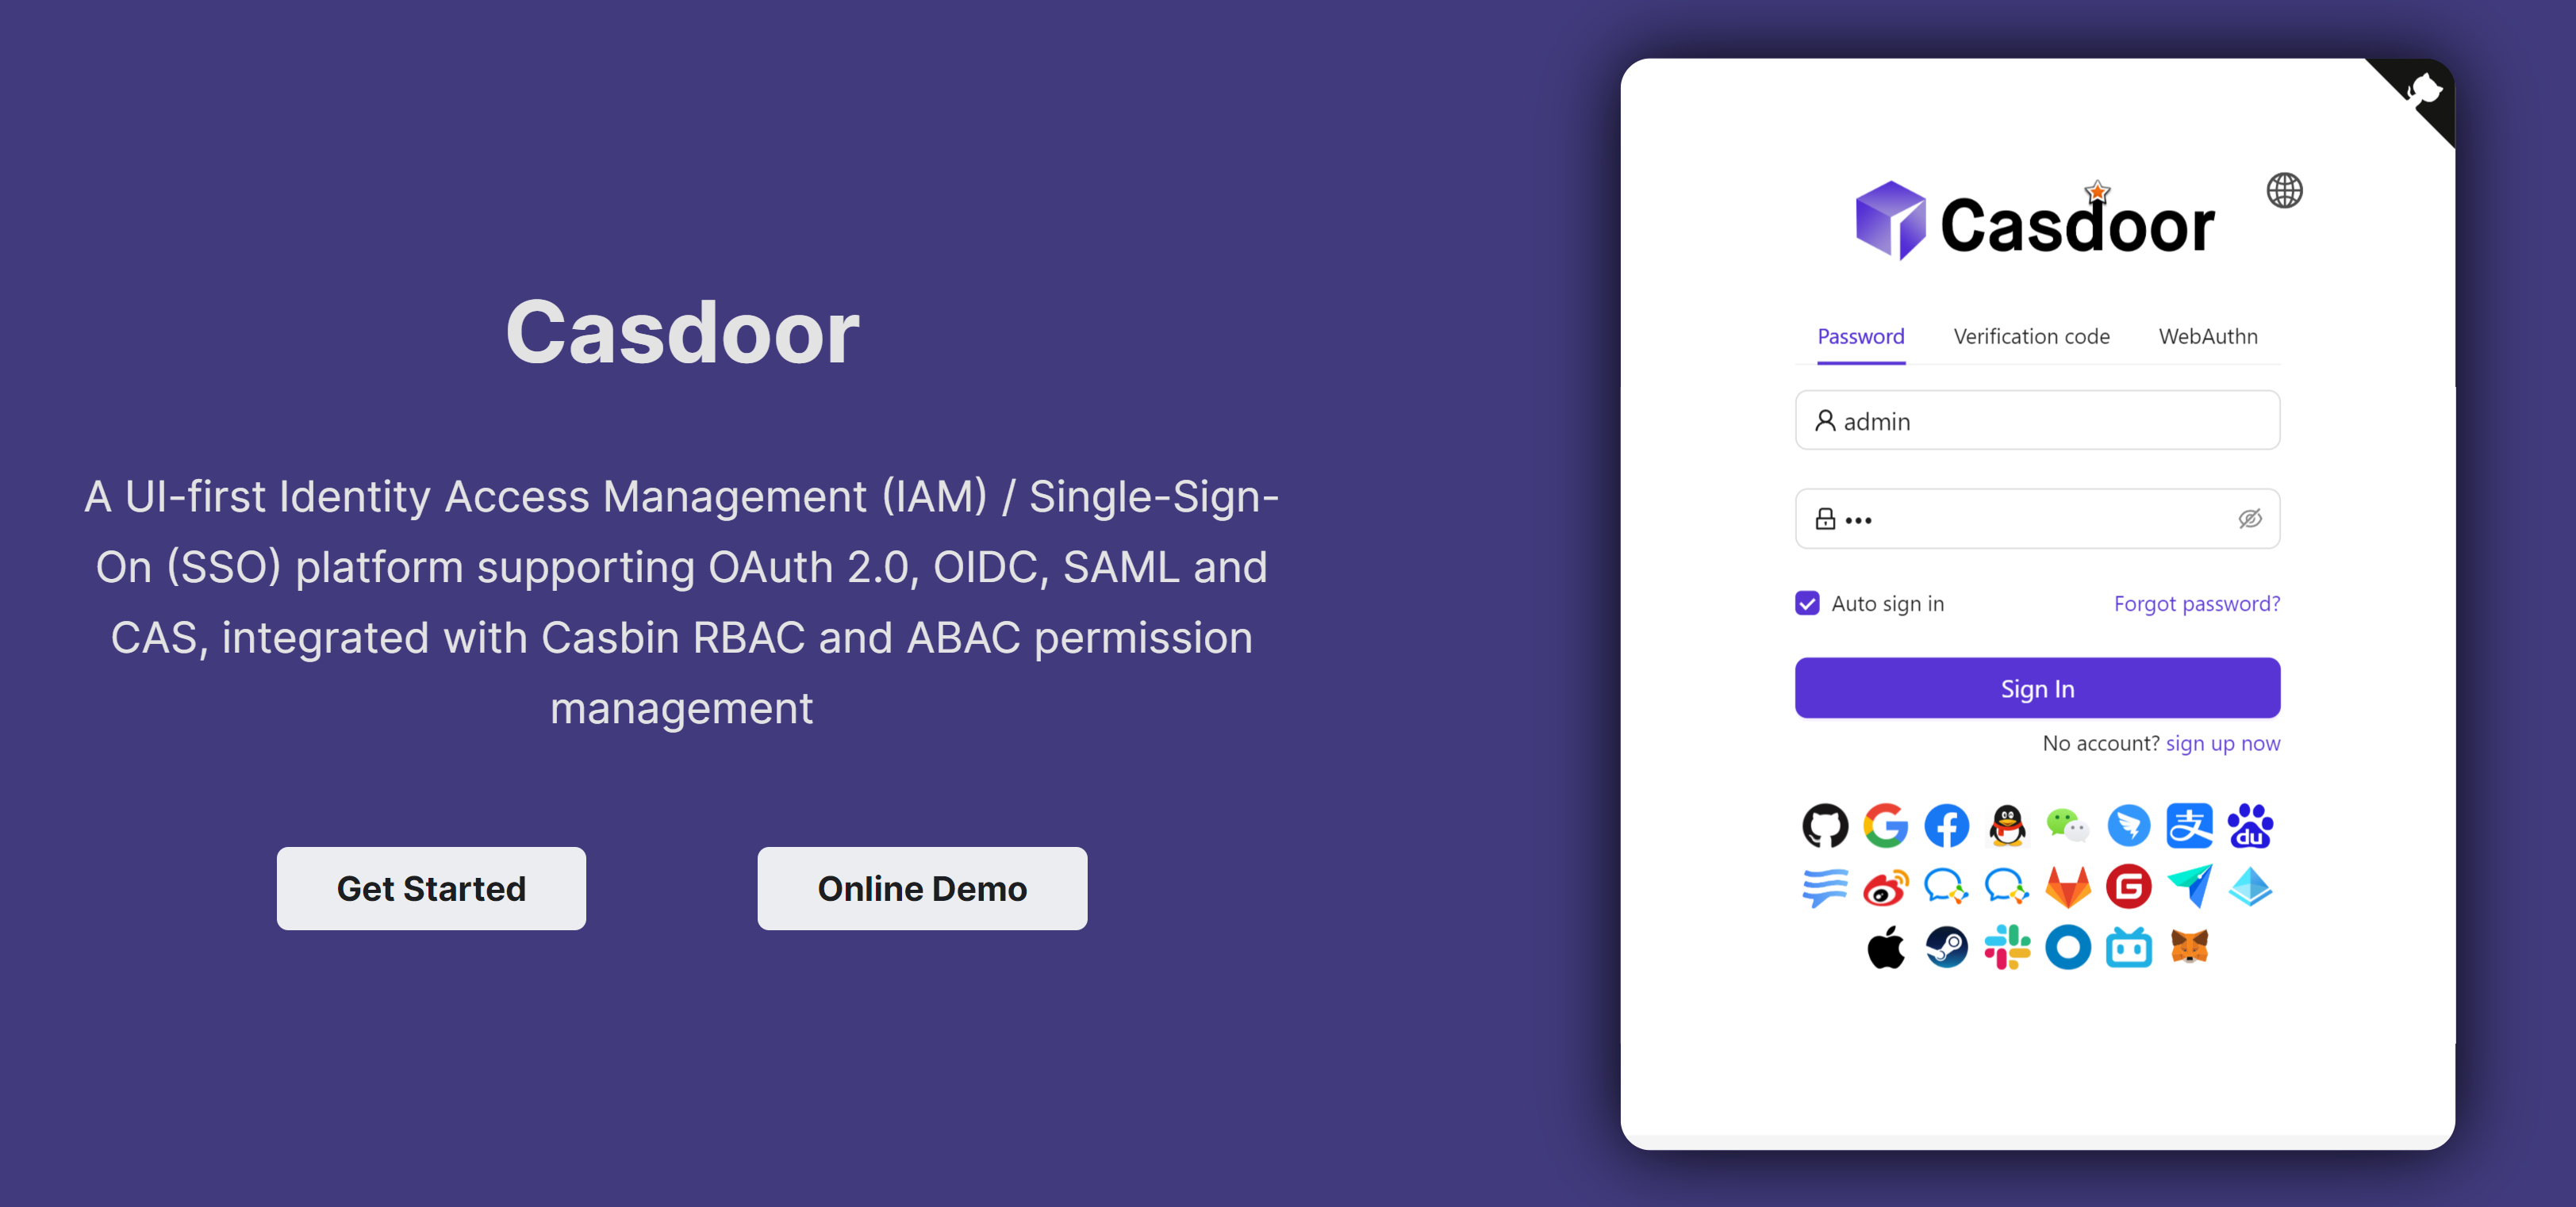 Casdoor
A UI-first Identity Access Management (IAM) / Single-Sign-
On (SSO) platform supporting OAuth 2.0, OIDC, SAML and
CAS, integrated with Casbin RBAC and ABAC permission
management
Get Started
Online Demo
Casdoor
Password
Verification code
WebAuthn
admin
•••
Auto sign in
Forgot password?
Sign In
No account? sign up now
支
du